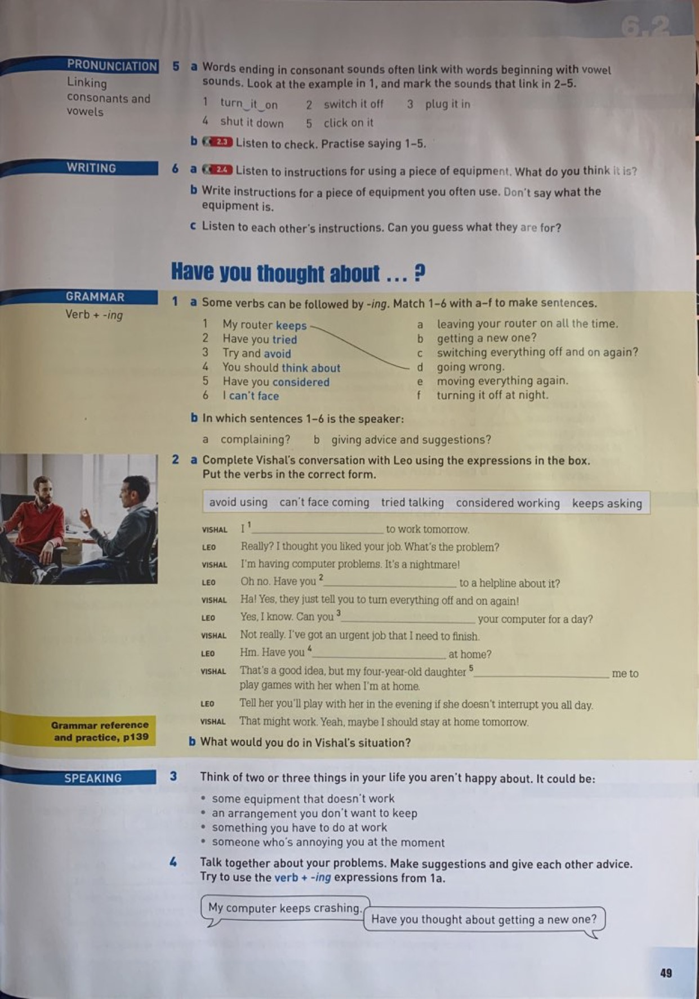 6.2
PRONUNCIATION
Linking
consonants and
vowels
5 a Words ending in consonant sounds often link with words beginning with vowel
sounds. Look at the example in 1, and mark the sounds that link in 2–5.
1 turn‿it‿on 2 switch it off 3 plug it in
4 shut it down 5 click on it
b 2.3 Listen to check. Practise saying 1–5.
WRITING
6 a 2.4 Listen to instructions for using a piece of equipment. What do you think it is?
b Write instructions for a piece of equipment you often use. Don't say what the
equipment is.
c Listen to each other's instructions. Can you guess what they are for?
Have you thought about ... ?
GRAMMAR
Verb + -ing
1 a Some verbs can be followed by -ing. Match 1–6 with a–f to make sentences.
1 My router keeps
2 Have you tried
3 Try and avoid
4 You should think about
5 Have you considered
6 I can't face
a leaving your router on all the time.
b getting a new one?
c switching everything off and on again?
d going wrong.
e moving everything again.
f turning it off at night.
b In which sentences 1–6 is the speaker:
a complaining? b giving advice and suggestions?
2 a Complete Vishal's conversation with Leo using the expressions in the box.
Put the verbs in the correct form.
avoid using can't face coming tried talking considered working keeps asking
VISHAL I 1 ____ to work tomorrow.
LEO Really? I thought you liked your job. What's the problem?
VISHAL I'm having computer problems. It's a nightmare!
LEO Oh no. Have you 2 ____ to a helpline about it?
VISHAL Ha! Yes, they just tell you to turn everything off and on again!
LEO Yes, I know. Can you 3 ____ your computer for a day?
VISHAL Not really. I've got an urgent job that I need to finish.
LEO Hm. Have you 4 ____ at home?
VISHAL That's a good idea, but my four-year-old daughter 5 ____ me to
play games with her when I'm at home.
LEO Tell her you'll play with her in the evening if she doesn't interrupt you all day.
VISHAL That might work. Yeah, maybe I should stay at home tomorrow.
Grammar reference
and practice, p139
b What would you do in Vishal's situation?
SPEAKING
3 Think of two or three things in your life you aren't happy about. It could be:
• some equipment that doesn't work
• an arrangement you don't want to keep
• something you have to do at work
• someone who's annoying you at the moment
4 Talk together about your problems. Make suggestions and give each other advice.
Try to use the verb + -ing expressions from 1a.
My computer keeps crashing.
Have you thought about getting a new one?
49